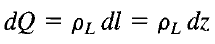 dQ = ρ_L dl = ρ_L dz